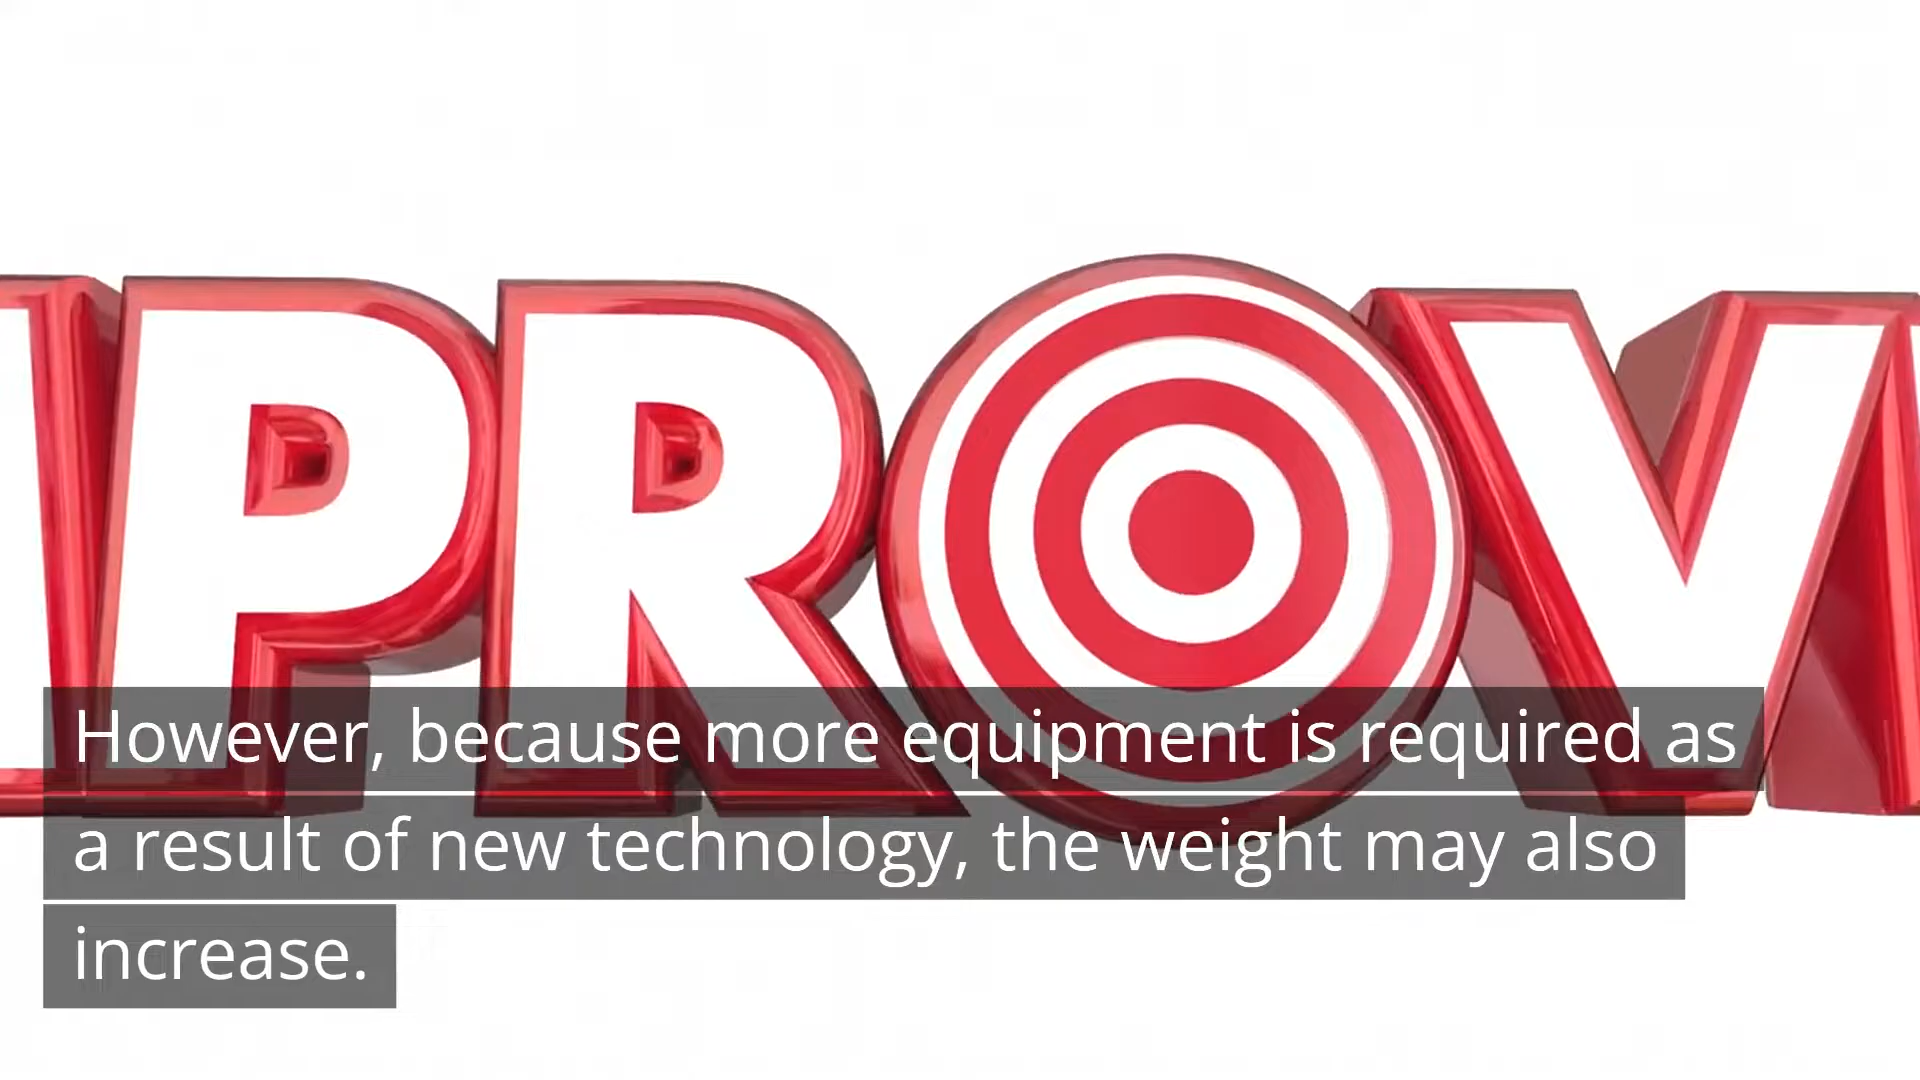 PROV
However, because more equipment is required as
a result of new technology, the weight may also
increase.